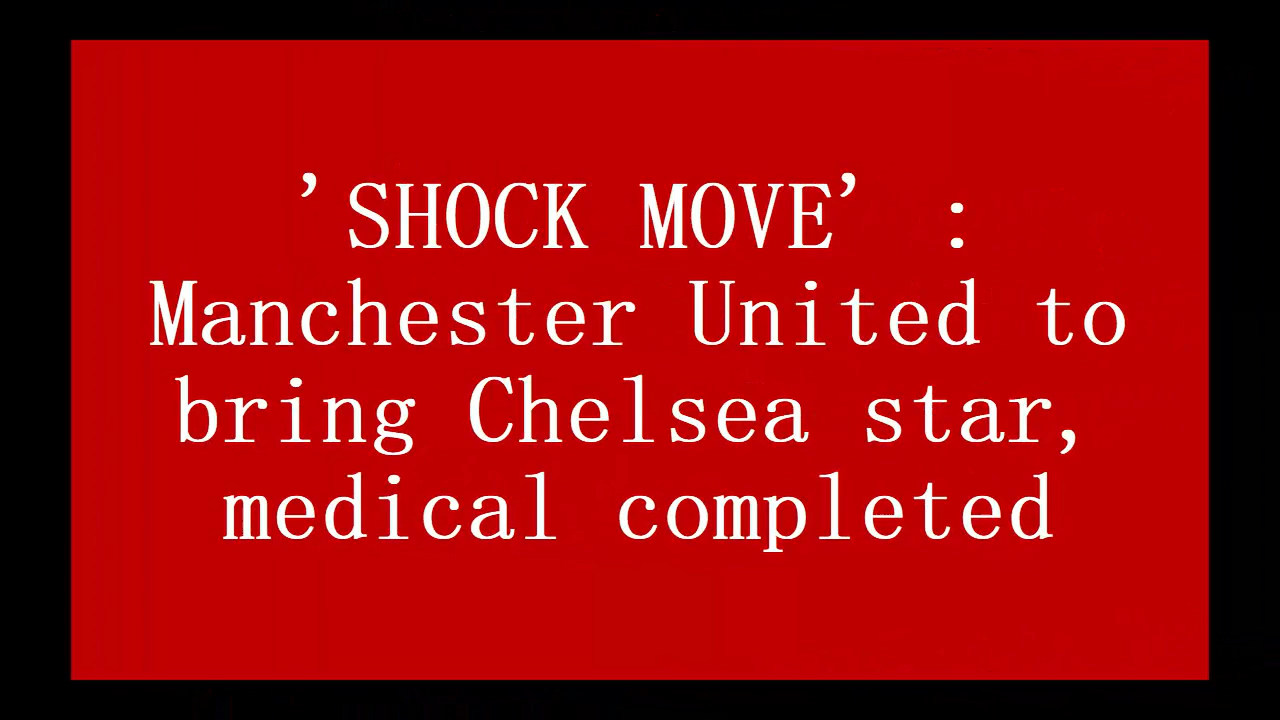 ’SHOCK MOVE’ :
Manchester United to
bring Chelsea star,
medical completed